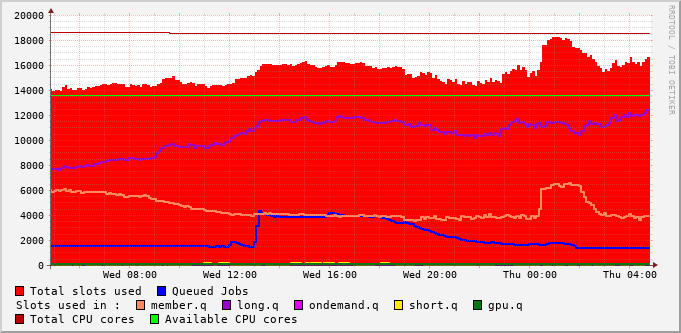 20000
18000
16000
14000
12000
10000
8000
6000
4000
2000
0
Wed 08:00 Wed 12:00 Wed 16:00 Wed 20:00 Thu 00:00 Thu 04:00
Total slots used Queued Jobs
Slots used in : member.q long.q ondemand.q short.q gpu.q
Total CPU cores Available CPU cores
RRDTOOL / TOBI OETIKER